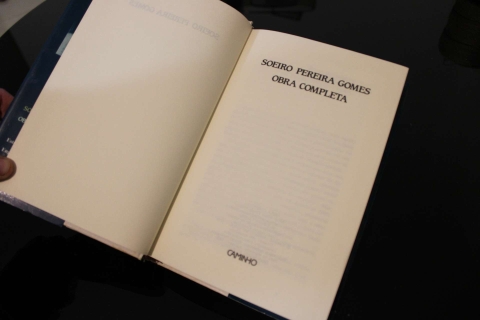 SOEIRO PEREIRA GOMES
OBRA COMPLETA
CAMINHO